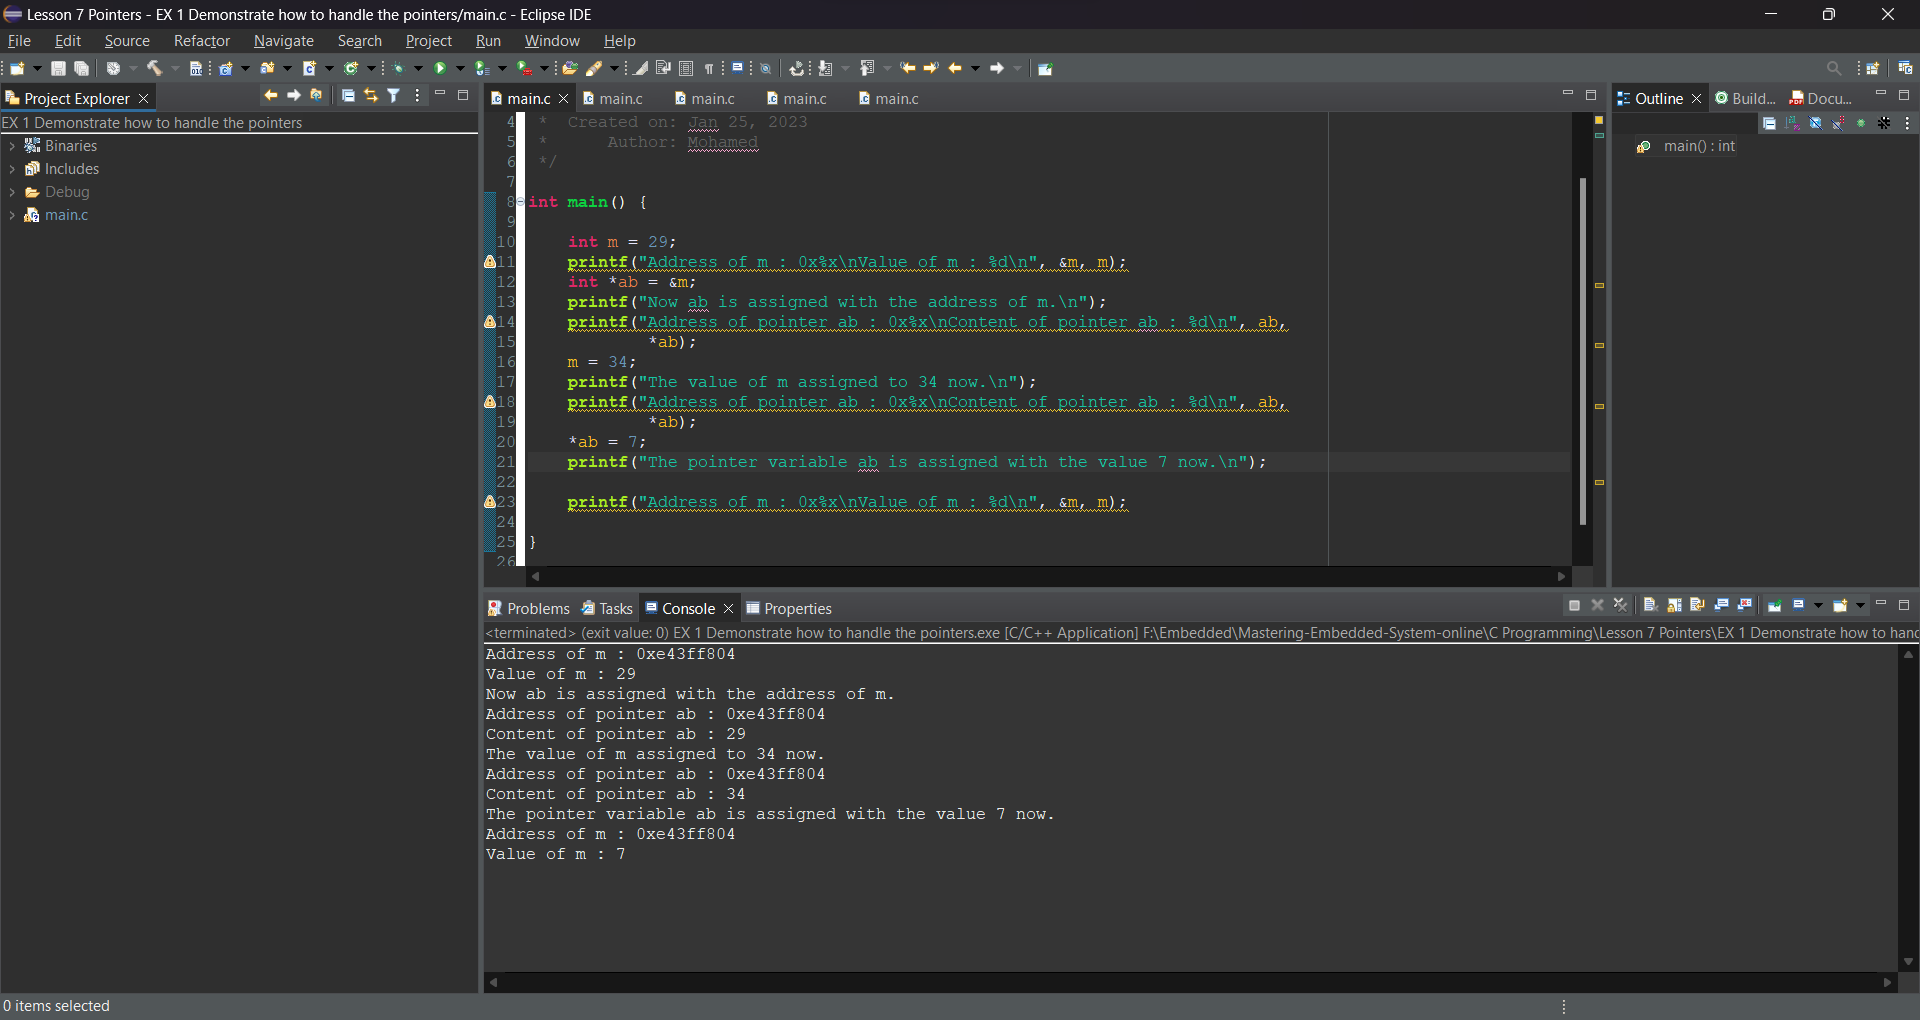 Lesson 7 Pointers - EX 1 Demonstrate how to handle the pointers/main.c - Eclipse IDE
File Edit Source Refactor Navigate Search Project Run Window Help
Project Explorer
EX 1 Demonstrate how to handle the pointers
Binaries
Includes
Debug
main.c
main.c main.c main.c main.c main.c
4 * Created on: Jan 25, 2023
5 * Author: Mohamed
6 */
7
8 int main() {
9
10 int m = 29;
11 printf("Address of m : 0x%x\nValue of m : %d\n", &m, m);
12 int *ab = &m;
13 printf("Now ab is assigned with the address of m.\n");
14 printf("Address of pointer ab : 0x%x\nContent of pointer ab : %d\n", ab,
15 *ab);
16 m = 34;
17 printf("The value of m assigned to 34 now.\n");
18 printf("Address of pointer ab : 0x%x\nContent of pointer ab : %d\n", ab,
19 *ab);
20 *ab = 7;
21 printf("The pointer variable ab is assigned with the value 7 now.\n");
22
23 printf("Address of m : 0x%x\nValue of m : %d\n", &m, m);
24
25 }
26
Outline Build... Docu...
main() : int
Problems Tasks Console Properties
<terminated> (exit value: 0) EX 1 Demonstrate how to handle the pointers.exe [C/C++ Application] F:\Embedded\Mastering-Embedded-System-online\C Programming\Lesson 7 Pointers\EX 1 Demonstrate how to hand
Address of m : 0xe43ff804
Value of m : 29
Now ab is assigned with the address of m.
Address of pointer ab : 0xe43ff804
Content of pointer ab : 29
The value of m assigned to 34 now.
Address of pointer ab : 0xe43ff804
Content of pointer ab : 34
The pointer variable ab is assigned with the value 7 now.
Address of m : 0xe43ff804
Value of m : 7
0 items selected